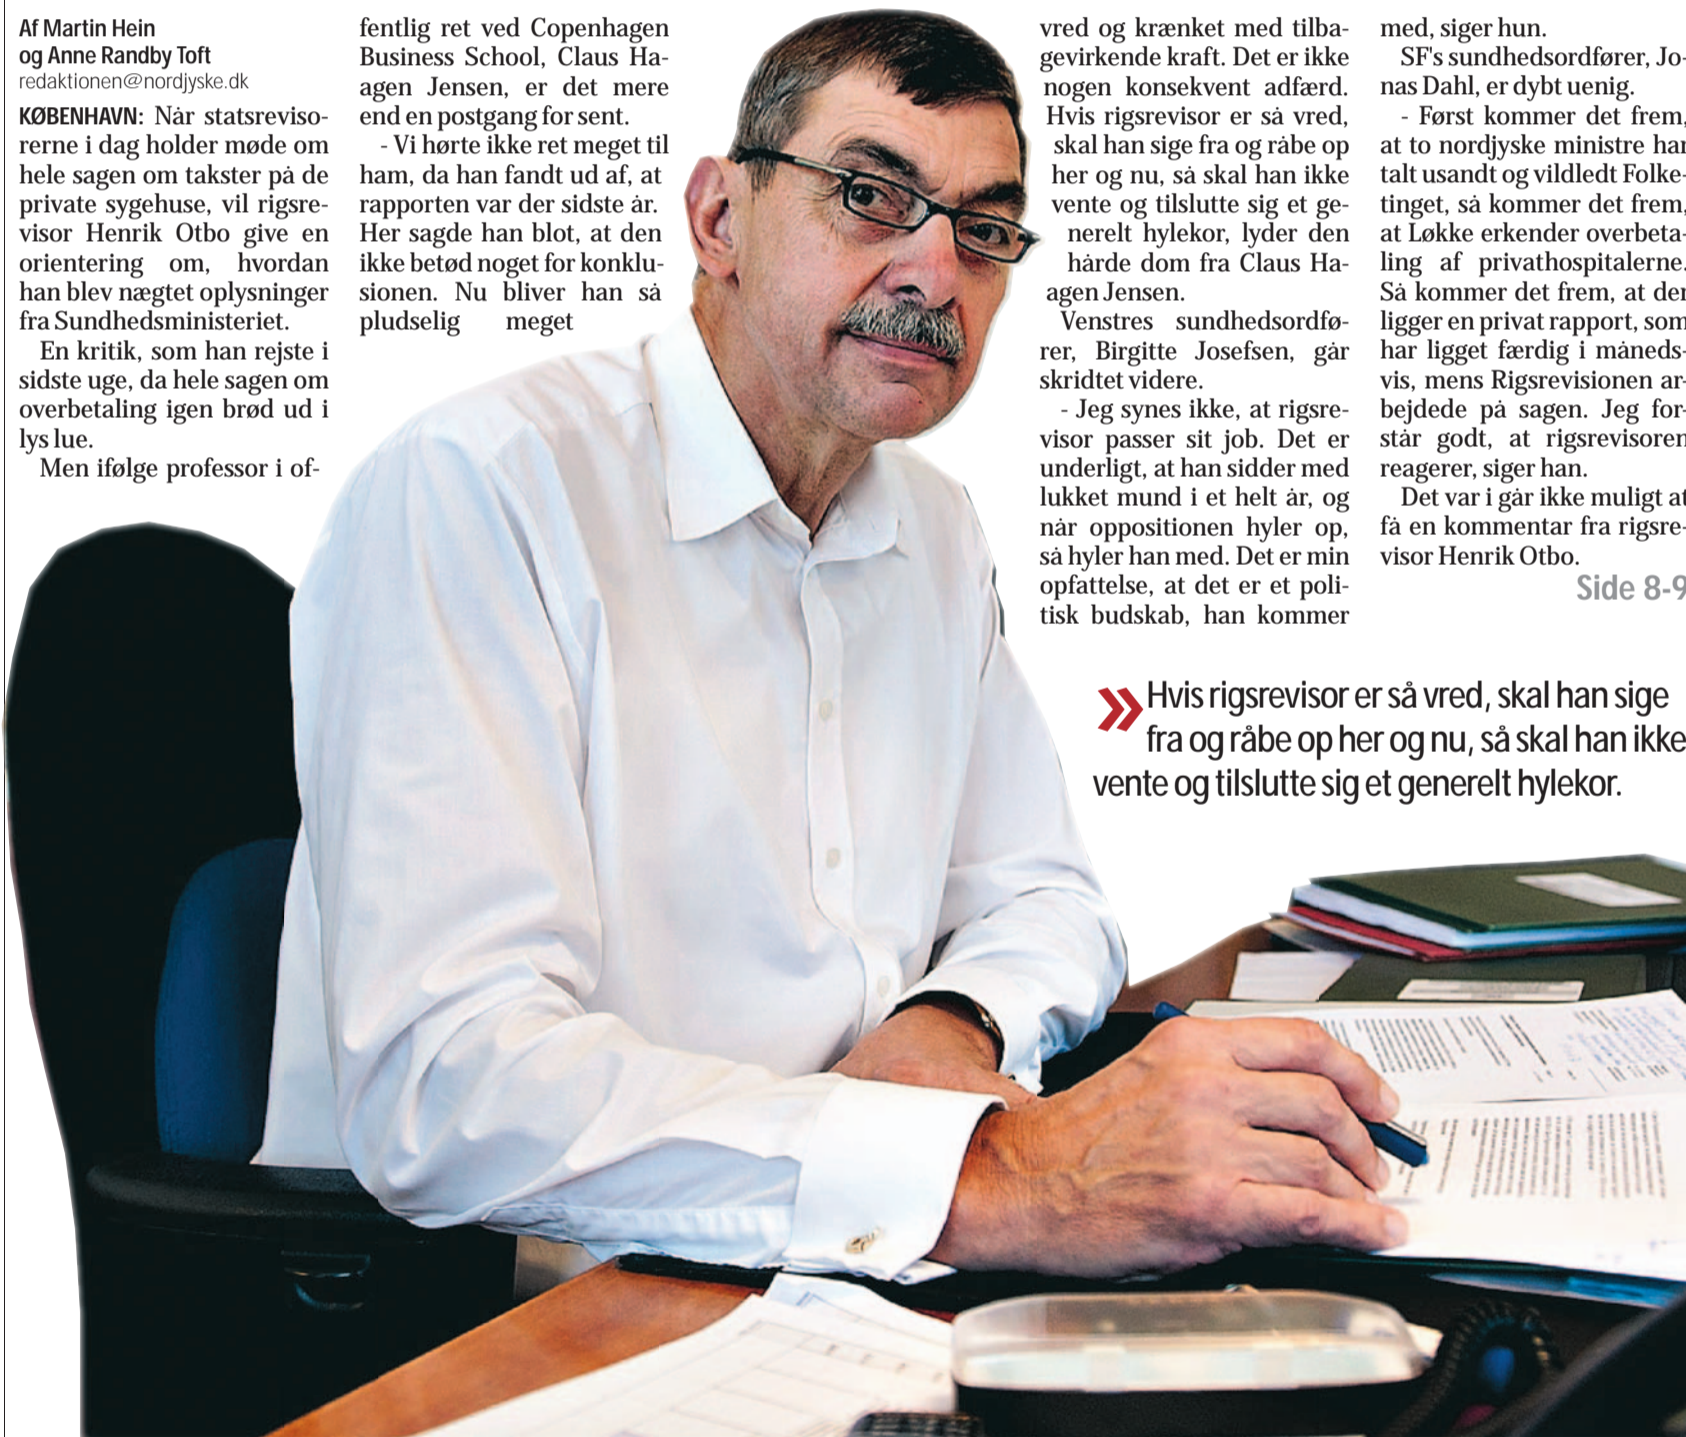 Af Martin Hein
og Anne Randby Toft
redaktionen@nordjyske.dk
KØBENHAVN: Når statsreviso-
rerne i dag holder møde om
hele sagen om takster på de
private sygehuse, vil rigsre-
visor Henrik Otbo give en
orientering om, hvordan
han blev nægtet oplysninger
fra Sundhedsministeriet.
En kritik, som han rejste i
sidste uge, da hele sagen om
overbetaling igen brød ud i
lys lue.
Men ifølge professor i of-
fentlig ret ved Copenhagen
Business School, Claus Ha-
agen Jensen, er det mere
end en postgang for sent.
- Vi hørte ikke ret meget til
ham, da han fandt ud af, at
rapporten var der sidste år.
Her sagde han blot, at den
ikke betød noget for konklu-
sionen. Nu bliver han så
pludselig meget
vred og krænket med tilba-
gevirkende kraft. Det er ikke
nogen konsekvent adfærd.
Hvis rigsrevisor er så vred,
skal han sige fra og råbe op
her og nu, så skal han ikke
vente og tilslutte sig et ge-
nerelt hylekor, lyder den
hårde dom fra Claus Ha-
agen Jensen.
Venstres sundhedsordfø-
rer, Birgitte Josefsen, går
skridtet videre.
- Jeg synes ikke, at rigsre-
visor passer sit job. Det er
underligt, at han sidder med
lukket mund i et helt år, og
når oppositionen hyler op,
så hyler han med. Det er min
opfattelse, at det er et poli-
tisk budskab, han kommer
med, siger hun.
SF's sundhedsordfører, Jo-
nas Dahl, er dybt uenig.
- Først kommer det frem,
at to nordjyske ministre har
talt usandt og vildledt Folke-
tinget, så kommer det frem,
at Løkke erkender overbeta-
ling af privathospitalerne.
Så kommer det frem, at der
ligger en privat rapport, som
har ligget færdig i måneds-
vis, mens Rigsrevisionen ar-
bejdede på sagen. Jeg for-
står godt, at rigsrevisoren
reagerer, siger han.
Det var i går ikke muligt at
få en kommentar fra rigsre-
visor Henrik Otbo.
Side 8-9
» Hvis rigsrevisor er så vred, skal han sige
fra og råbe op her og nu, så skal han ikke
vente og tilslutte sig et generelt hylekor.